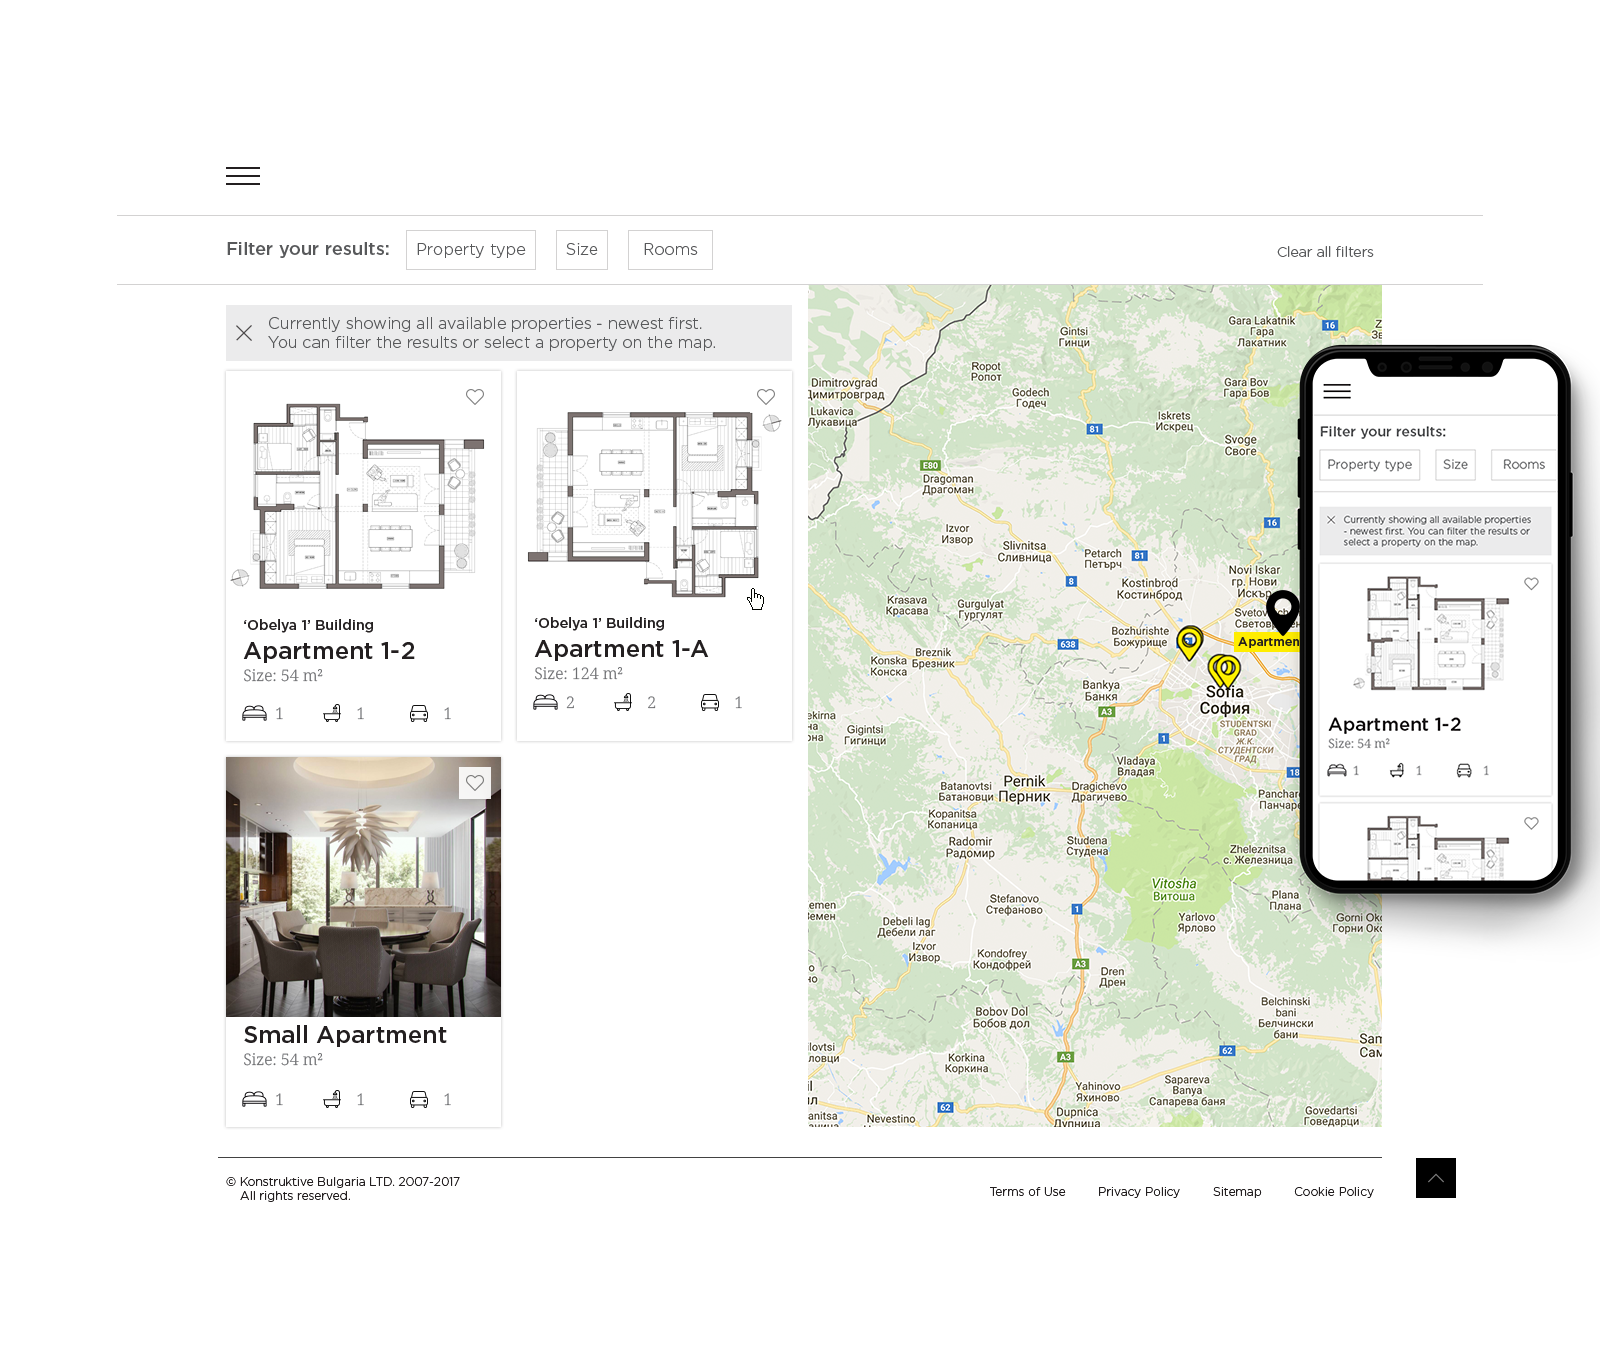 Filter your results:
Property type
Size
Rooms
Clear all filters
Currently showing all available properties - newest first.
You can filter the results or select a property on the map.
‘Obelya 1’ Building
Apartment 1-2
Size: 54 m²
1
1
1
‘Obelya 1’ Building
Apartment 1-A
Size: 124 m²
2
2
1
Small Apartment
Size: 54 m²
1
1
1
Gara Lakatnik
Гара
Лакатник
16
Gintsi
Гинци
Ropot
Ропот
Dimitrovgrad
Димитровград
Godech
Годеч
Gara Bov
Гара Бов
Lukavica
Лукавица
Iskrets
Искрец
81
Svoge
Своге
E80
Dragoman
Драгоман
16
Izvor
Извор
Slivnitsa
Сливница
Petarch
Петърч
81
Novi Iskar
гр. Нови
Искър
8
Kostinbrod
Костинброд
Krasava
Красава
Gurgulyat
Гургулят
Apartmen
Bozhurishte
Божурище
638
Breznik
Брезник
Konska
Конска
Bankya
Банкя
Sofia
София
A3
STUDENTSKI
GRAD
Ж.К.
СТУДЕНТСКИ
ГРАД
Gigintsi
Гигинци
1
Vladaya
Владая
18
Pernik
Перник
Batanovtsi
Батановци
Dragichevo
Драгичево
Panchar
Панчаре
Kopanitsa
Копаница
Radomir
Радомир
Studena
Студена
Zheleznitsa
с. Железница
Vitosha
Витоша
Plana
Плана
Stefanovo
Стефаново
1
Debeli lag
Дебели лаг
Yarlovo
Ярлово
Gorni Oko
Горни Око
Izvor
Извор
Kondofrey
Кондофрей
A3
Dren
Дрен
Belchinski
bani
Белчински
бани
Bobov Dol
Бобов дол
62
Sam
Сам
A3
Korkina
Коркина
Yahinovo
Яхиново
Sapareva
Banya
Сапарева баня
62
Dupnica
Дупница
Nevestino
Govedartsi
Говедарци
Filter your results:
Property type
Size
Rooms
Currently showing all available properties
- newest first. You can filter the results or
select a property on the map.
Apartment 1-2
Size: 54 m²
1
1
1
© Konstruktive Bulgaria LTD. 2007-2017
All rights reserved.
Terms of Use
Privacy Policy
Sitemap
Cookie Policy